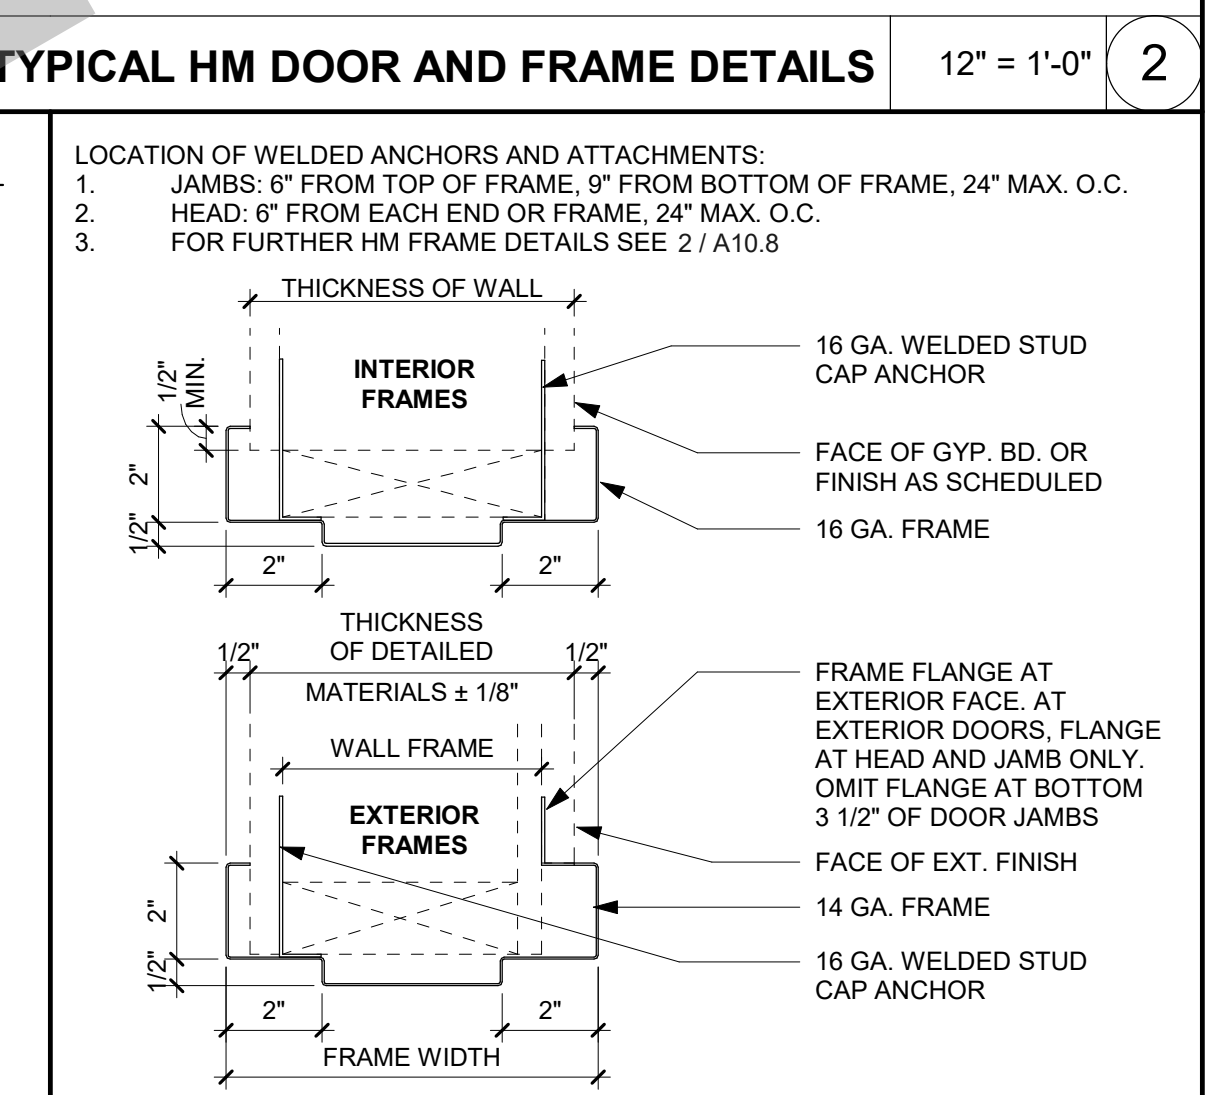 TYPICAL HM DOOR AND FRAME DETAILS
12" = 1'-0"
2
LOCATION OF WELDED ANCHORS AND ATTACHMENTS:
1. JAMBS: 6" FROM TOP OF FRAME, 9" FROM BOTTOM OF FRAME, 24" MAX. O.C.
2. HEAD: 6" FROM EACH END OR FRAME, 24" MAX. O.C.
3. FOR FURTHER HM FRAME DETAILS SEE 2 / A10.8
THICKNESS OF WALL
1/2"
MIN.
INTERIOR
FRAMES
16 GA. WELDED STUD
CAP ANCHOR
FACE OF GYP. BD. OR
FINISH AS SCHEDULED
2"
1/2"
16 GA. FRAME
2"
2"
THICKNESS
OF DETAILED
MATERIALS ± 1/8"
1/2"
1/2"
WALL FRAME
EXTERIOR
FRAMES
FRAME FLANGE AT
EXTERIOR FACE. AT
EXTERIOR DOORS, FLANGE
AT HEAD AND JAMB ONLY.
OMIT FLANGE AT BOTTOM
3 1/2" OF DOOR JAMBS
FACE OF EXT. FINISH
14 GA. FRAME
16 GA. WELDED STUD
CAP ANCHOR
2"
1/2"
2"
2"
FRAME WIDTH